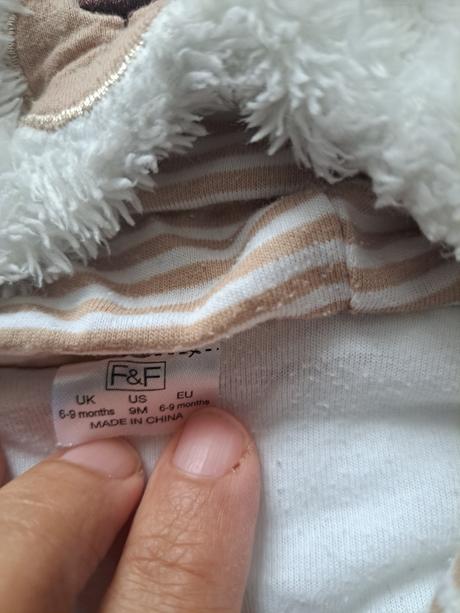 F&F
UK US EU
6-9 months 9M 6-9 months
MADE IN CHINA